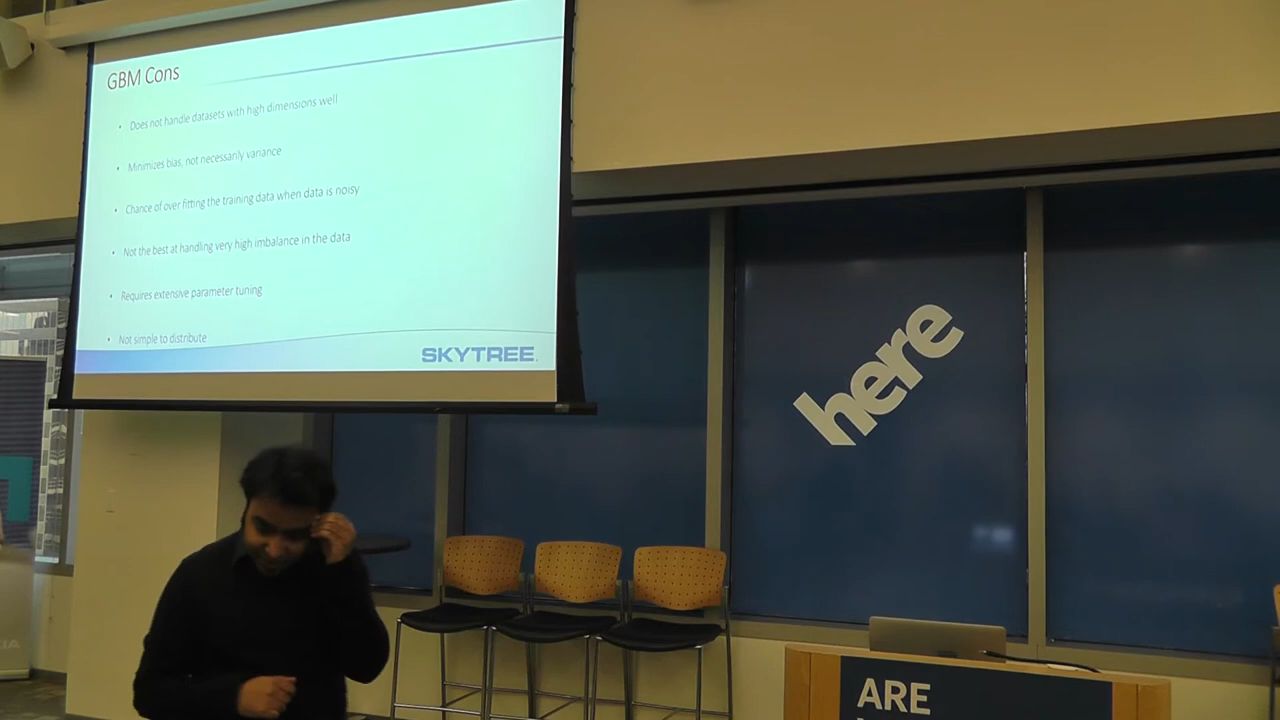 GBM Cons
• Does not handle datasets with high dimensions well
• Minimizes bias, not necessarily variance
• Chance of over fitting the training data when data is noisy
• Not the best at handling very high imbalance in the data
• Requires extensive parameter tuning
• Not simple to distribute
SKYTREE
here
ARE